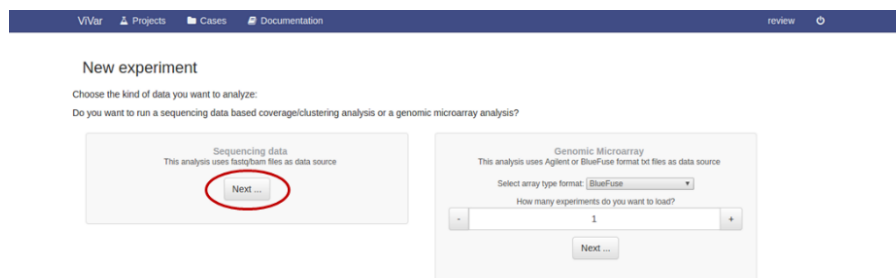 ViVar Projects Cases Documentation review
New experiment
Choose the kind of data you want to analyze:
Do you want to run a sequencing data based coverage/clustering analysis or a genomic microarray analysis?
Sequencing data
This analysis uses fastq/bam files as data source
Next ...
Genomic Microarray
This analysis uses Agilent or BlueFuse format txt files as data source
Select array type format: BlueFuse
How many experiments do you want to load?
- 1 +
Next ...